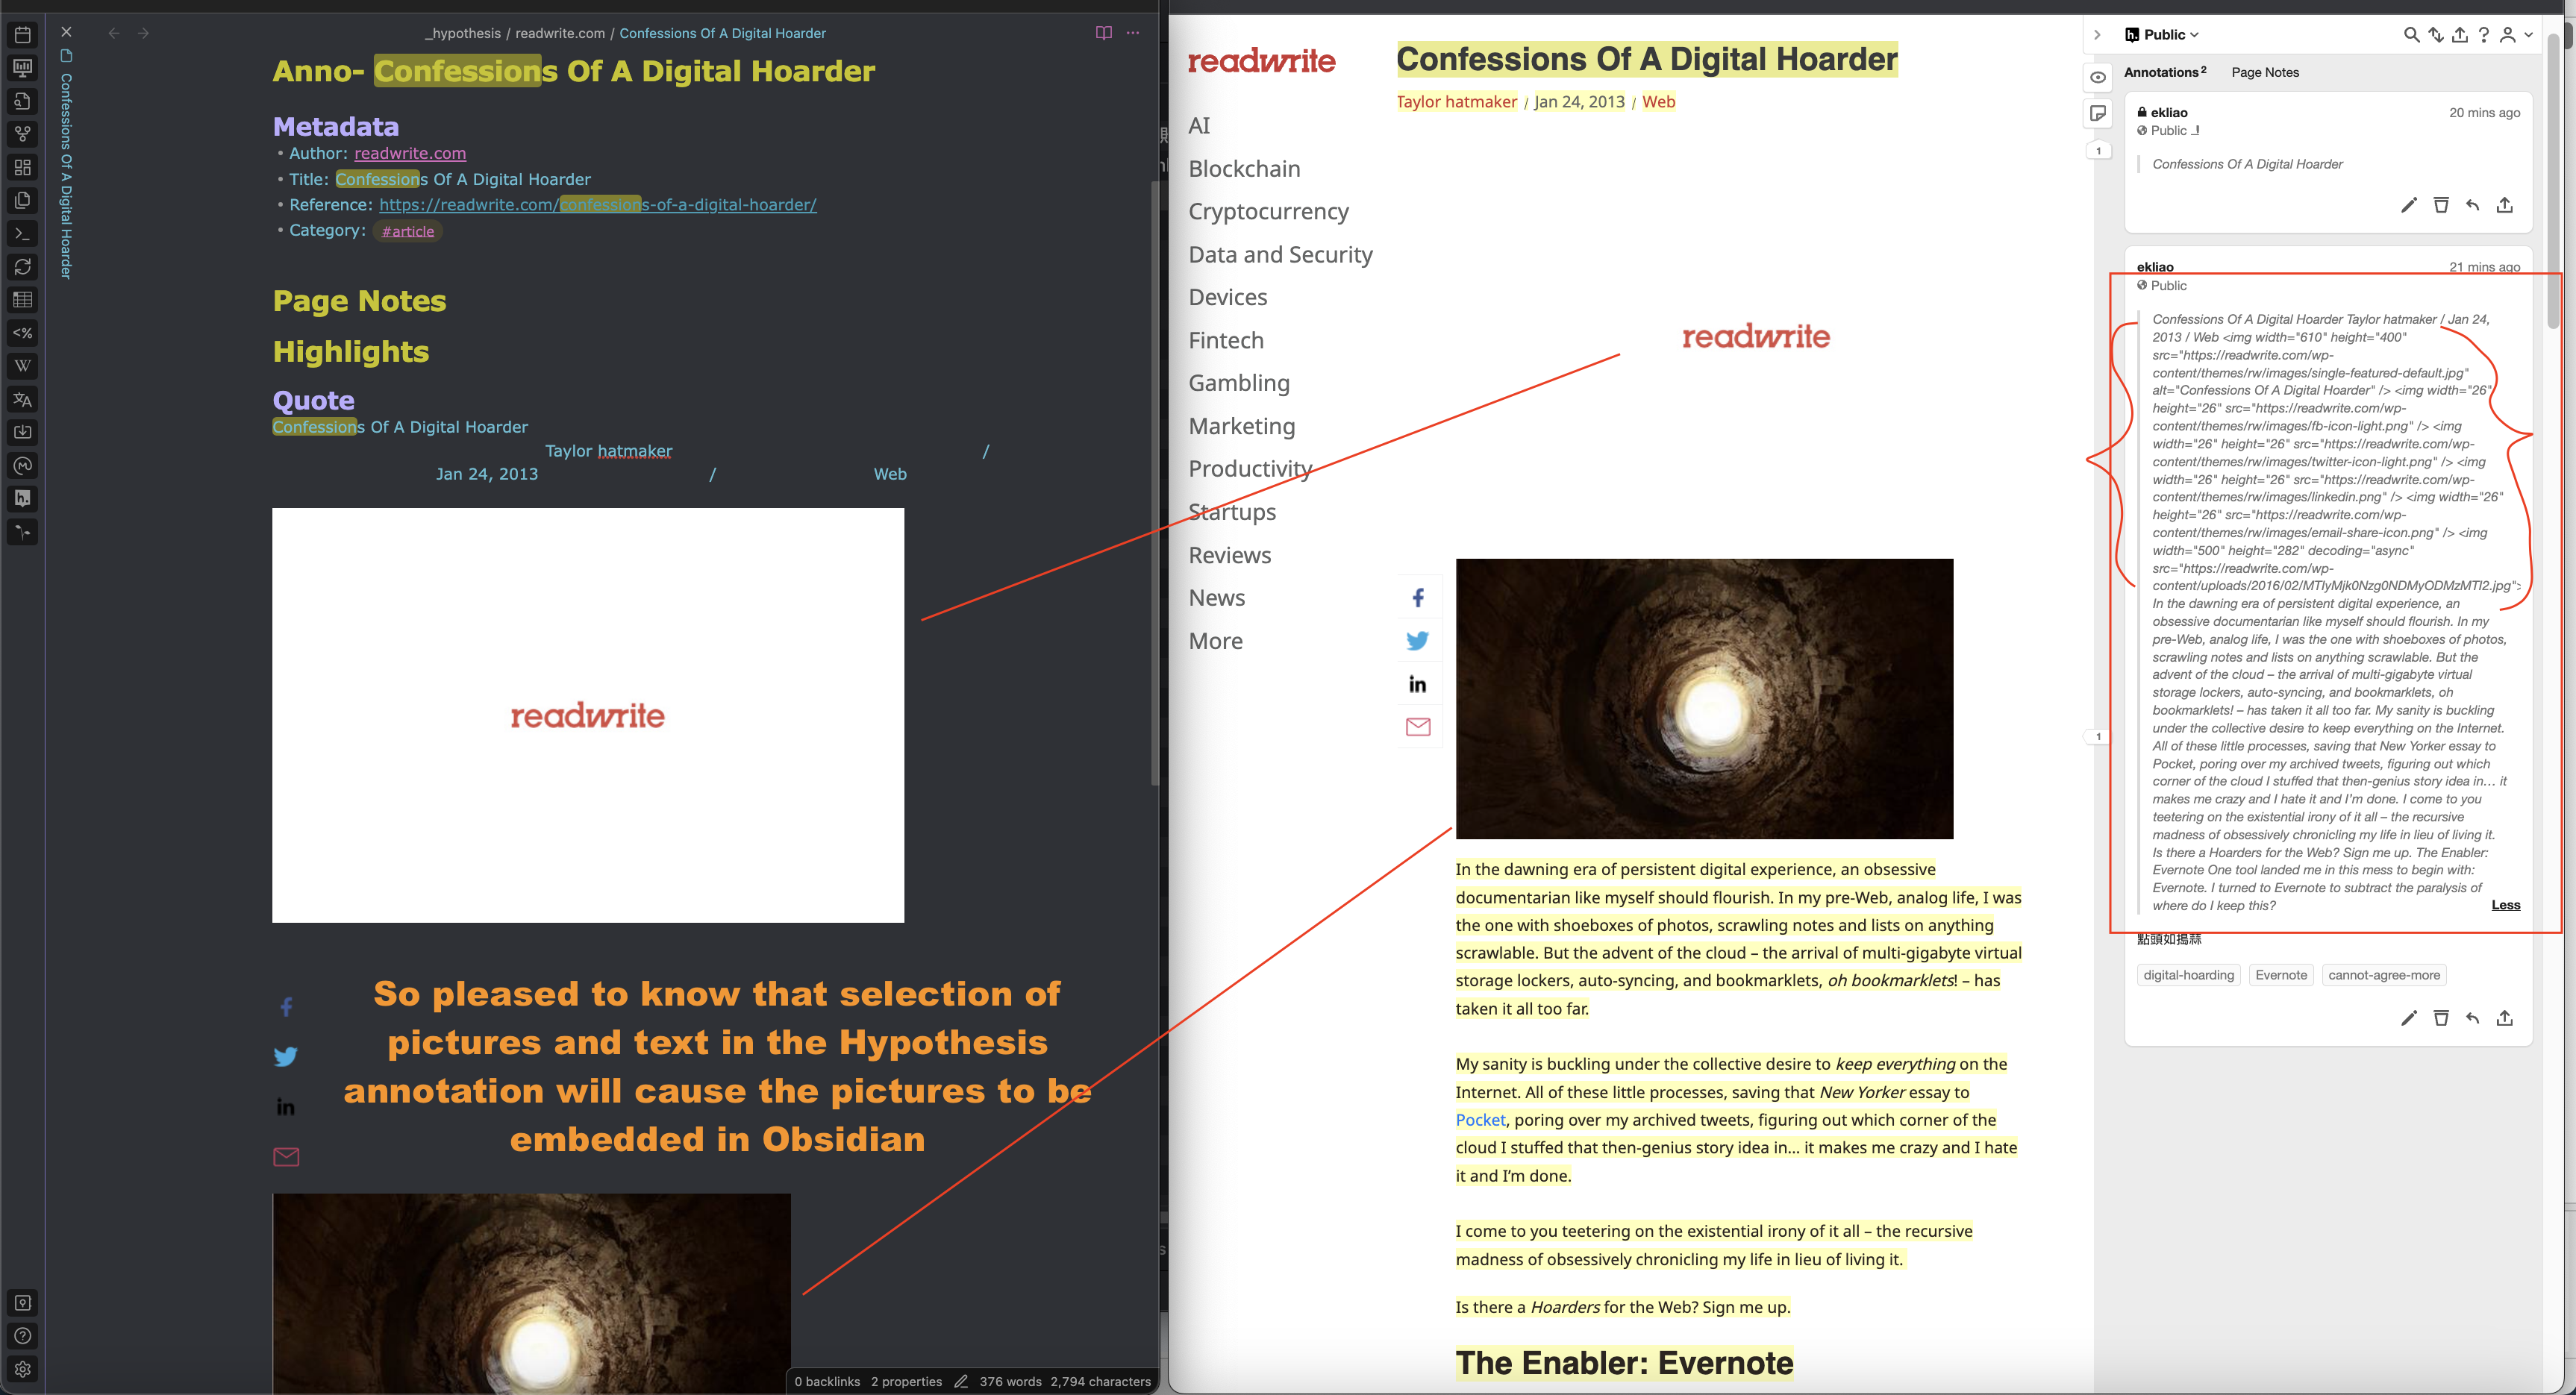 _hypothesis / readwrite.com / Confessions Of A Digital Hoarder
Confessions Of A Digital Hoarder
Anno- Confessions Of A Digital Hoarder
Metadata
• Author: readwrite.com
• Title: Confessions Of A Digital Hoarder
• Reference: https://readwrite.com/confessions-of-a-digital-hoarder/
• Category: #article
Page Notes
Highlights
Quote
Confessions Of A Digital Hoarder
Taylor hatmaker /
Jan 24, 2013 / Web
readwrite
So pleased to know that selection of
pictures and text in the Hypothesis
annotation will cause the pictures to be
embedded in Obsidian
0 backlinks 2 properties 376 words 2,794 characters
readwrite
AI
Blockchain
Cryptocurrency
Data and Security
Devices
Fintech
Gambling
Marketing
Productivity
Startups
Reviews
News
More
Confessions Of A Digital Hoarder
Taylor hatmaker / Jan 24, 2013 / Web
readwrite
In the dawning era of persistent digital experience, an obsessive
documentarian like myself should flourish. In my pre-Web, analog life, I was
the one with shoeboxes of photos, scrawling notes and lists on anything
scrawlable. But the advent of the cloud – the arrival of multi-gigabyte virtual
storage lockers, auto-syncing, and bookmarklets, oh bookmarklets! – has
taken it all too far.
My sanity is buckling under the collective desire to keep everything on the
Internet. All of these little processes, saving that New Yorker essay to
Pocket, poring over my archived tweets, figuring out which corner of the
cloud I stuffed that then-genius story idea in… it makes me crazy and I hate
it and I’m done.
I come to you teetering on the existential irony of it all – the recursive
madness of obsessively chronicling my life in lieu of living it.
Is there a Hoarders for the Web? Sign me up.
The Enabler: Evernote
Public
Annotations 2 Page Notes
1
1
ekliao 20 mins ago
Public
Confessions Of A Digital Hoarder
ekliao 21 mins ago
Public
Confessions Of A Digital Hoarder Taylor hatmaker / Jan 24,
2013 / Web <img width="610" height="400"
src="https://readwrite.com/wp-
content/themes/rw/images/single-featured-default.jpg"
alt="Confessions Of A Digital Hoarder" /> <img width="26"
height="26" src="https://readwrite.com/wp-
content/themes/rw/images/fb-icon-light.png" /> <img
width="26" height="26" src="https://readwrite.com/wp-
content/themes/rw/images/twitter-icon-light.png" /> <img
width="26" height="26" src="https://readwrite.com/wp-
content/themes/rw/images/linkedin.png" /> <img width="26"
height="26" src="https://readwrite.com/wp-
content/themes/rw/images/email-share-icon.png" /> <img
width="500" height="282" decoding="async"
src="https://readwrite.com/wp-
content/uploads/2016/02/MTIyMjk0Nzg0NDMyODMzMTI2.jpg">
In the dawning era of persistent digital experience, an
obsessive documentarian like myself should flourish. In my
pre-Web, analog life, I was the one with shoeboxes of photos,
scrawling notes and lists on anything scrawlable. But the
advent of the cloud – the arrival of multi-gigabyte virtual
storage lockers, auto-syncing, and bookmarklets, oh
bookmarklets! – has taken it all too far. My sanity is buckling
under the collective desire to keep everything on the Internet.
All of these little processes, saving that New Yorker essay to
Pocket, poring over my archived tweets, figuring out which
corner of the cloud I stuffed that then-genius story idea in… it
makes me crazy and I hate it and I’m done. I come to you
teetering on the existential irony of it all – the recursive
madness of obsessively chronicling my life in lieu of living it.
Is there a Hoarders for the Web? Sign me up. The Enabler:
Evernote One tool landed me in this mess to begin with:
Evernote. I turned to Evernote to subtract the paralysis of
where do I keep this?
Less
點頭如搗蒜
digital-hoarding Evernote cannot-agree-more